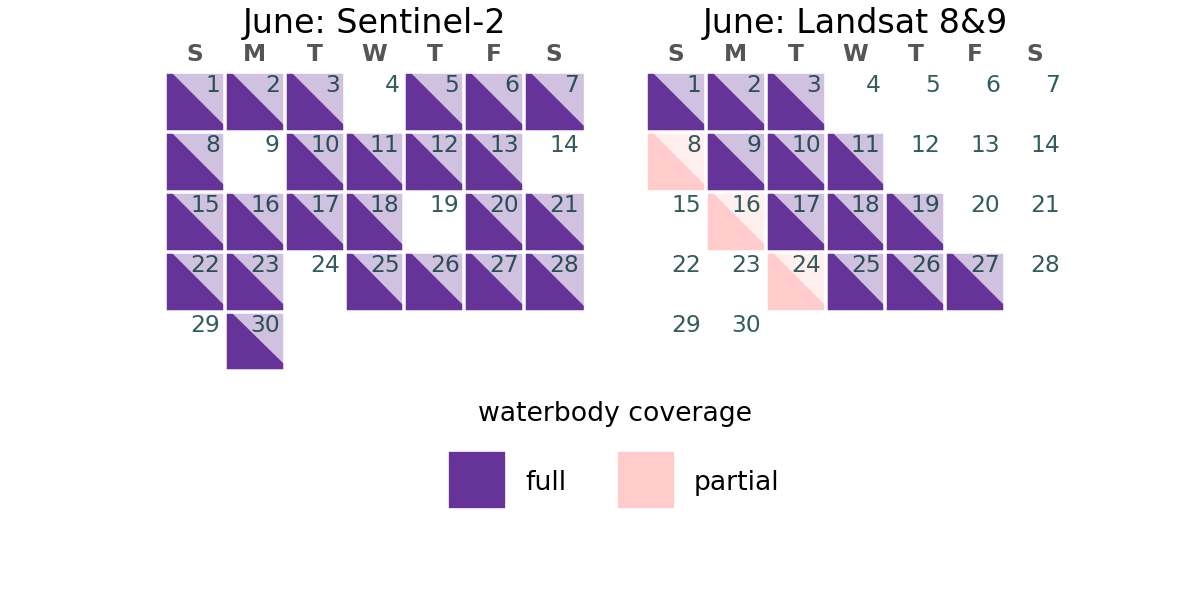 June: Sentinel-2
S M T W T F S
1 2 3 4 5 6 7
8 9 10 11 12 13 14
15 16 17 18 19 20 21
22 23 24 25 26 27 28
29 30
June: Landsat 8&9
S M T W T F S
1 2 3 4 5 6 7
8 9 10 11 12 13 14
15 16 17 18 19 20 21
22 23 24 25 26 27 28
29 30
waterbody coverage
full partial